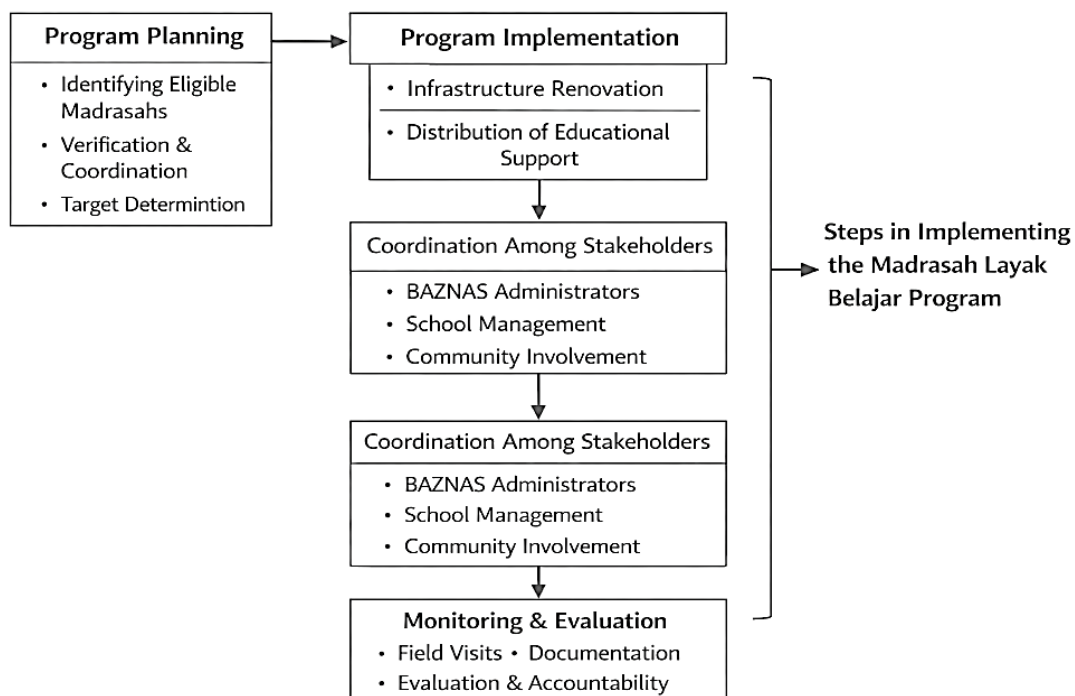 Program Planning
• Identifying Eligible
Madrasahs
• Verification &
Coordination
• Target Determintion
Program Implementation
• Infrastructure Renovation
• Distribution of Educational
Support
Coordination Among Stakeholders
• BAZNAS Administrators
• School Management
• Community Involvement
Coordination Among Stakeholders
• BAZNAS Administrators
• School Management
• Community Involvement
Monitoring & Evaluation
• Field Visits • Documentation
• Evaluation & Accountability
Steps in Implementing
the Madrasah Layak
Belajar Program